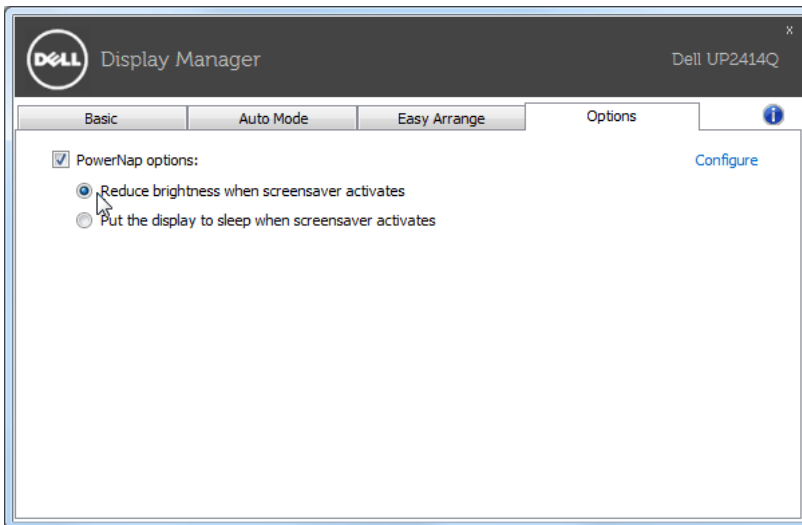 x
DELL Display Manager Dell UP2414Q
Basic Auto Mode Easy Arrange Options i
PowerNap options: Configure
Reduce brightness when screensaver activates
Put the display to sleep when screensaver activates